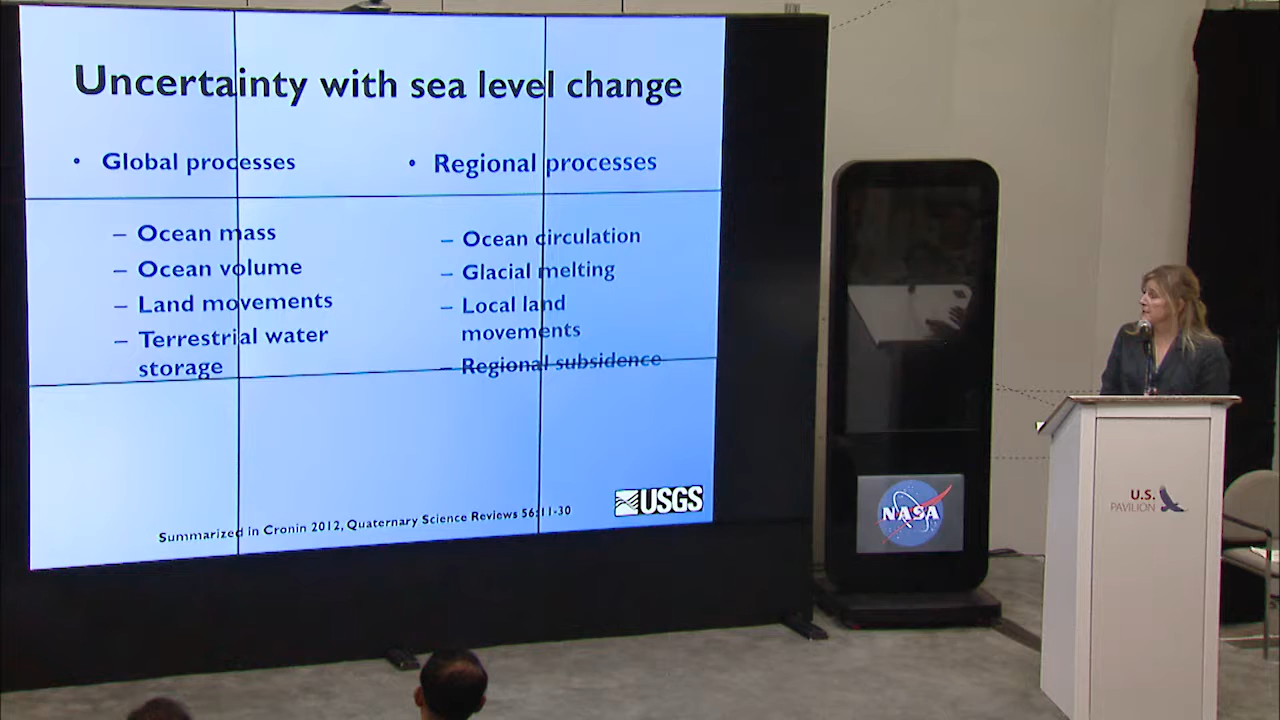 Uncertainty with sea level change
• Global processes
– Ocean mass
– Ocean volume
– Land movements
– Terrestrial water
storage
• Regional processes
– Ocean circulation
– Glacial melting
– Local land
movements
– Regional subsidence
Summarized in Cronin 2012, Quaternary Science Reviews 56:11-30
USGS
NASA
U.S.
PAVILION